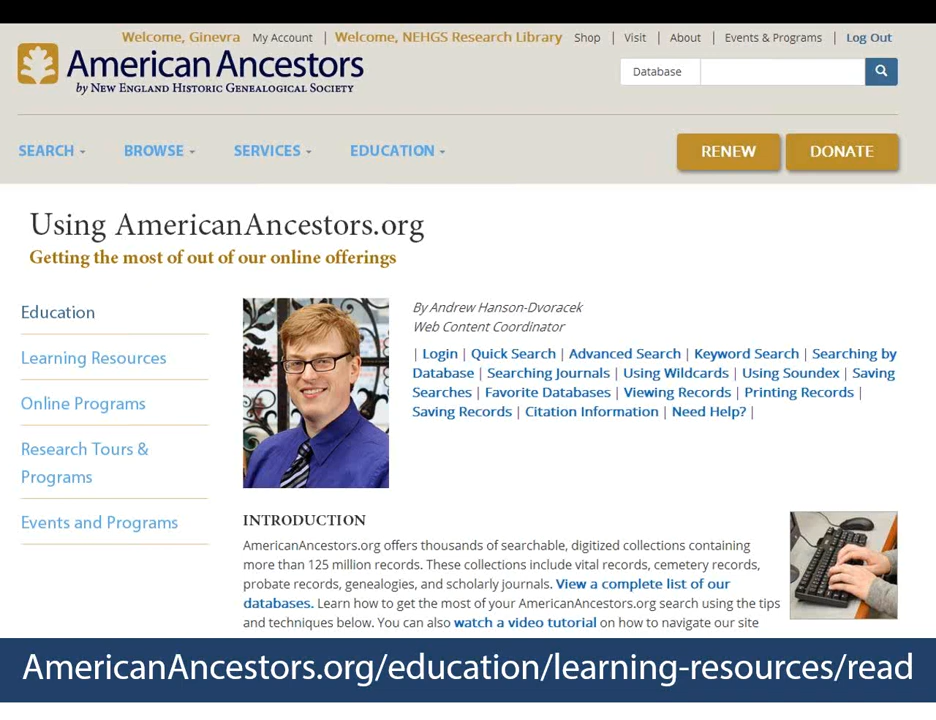 Welcome, Ginevra My Account | Welcome, NEHGS Research Library Shop | Visit | About | Events & Programs | Log Out
American Ancestors
by NEW ENGLAND HISTORIC GENEALOGICAL SOCIETY
Database
SEARCH BROWSE SERVICES EDUCATION RENEW DONATE
Using AmericanAncestors.org
Getting the most of out of our online offerings
Education
Learning Resources
Online Programs
Research Tours &
Programs
Events and Programs
By Andrew Hanson-Dvoracek
Web Content Coordinator
| Login | Quick Search | Advanced Search | Keyword Search | Searching by
Database | Searching Journals | Using Wildcards | Using Soundex | Saving
Searches | Favorite Databases | Viewing Records | Printing Records |
Saving Records | Citation Information | Need Help? |
INTRODUCTION
AmericanAncestors.org offers thousands of searchable, digitized collections containing
more than 125 million records. These collections include vital records, cemetery records,
probate records, genealogies, and scholarly journals. View a complete list of our
databases. Learn how to get the most of your AmericanAncestors.org search using the tips
and techniques below. You can also watch a video tutorial on how to navigate our site
AmericanAncestors.org/education/learning-resources/read